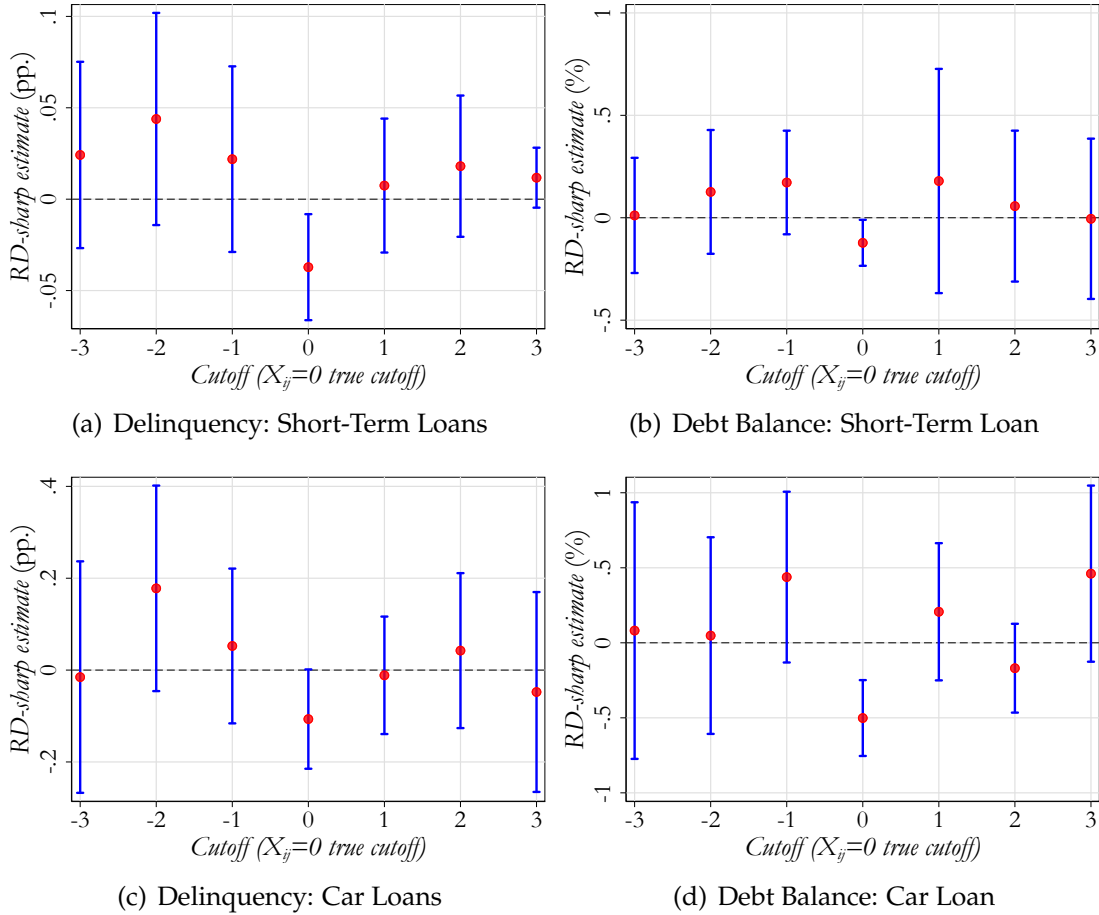 RD-sharp estimate (pp.)
.1
.05
0
-.05
-3 -2 -1 0 1 2 3
Cutoff (X_ij=0 true cutoff)
(a) Delinquency: Short-Term Loans
RD-sharp estimate (%)
1
.5
0
-.5
-3 -2 -1 0 1 2 3
Cutoff (X_ij=0 true cutoff)
(b) Debt Balance: Short-Term Loan
RD-sharp estimate (pp.)
.4
.2
0
-.2
-3 -2 -1 0 1 2 3
Cutoff (X_ij=0 true cutoff)
(c) Delinquency: Car Loans
RD-sharp estimate (%)
1
.5
0
-.5
-1
-3 -2 -1 0 1 2 3
Cutoff (X_ij=0 true cutoff)
(d) Debt Balance: Car Loan